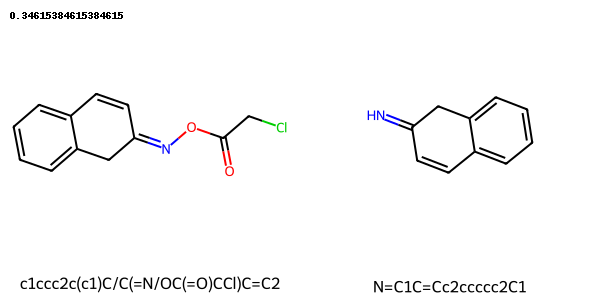 0.34615384615384615
N
O
O
Cl
HN
c1ccc2c(c1)C/C(=N/OC(=O)CCl)C=C2
N=C1C=Cc2ccccc2C1